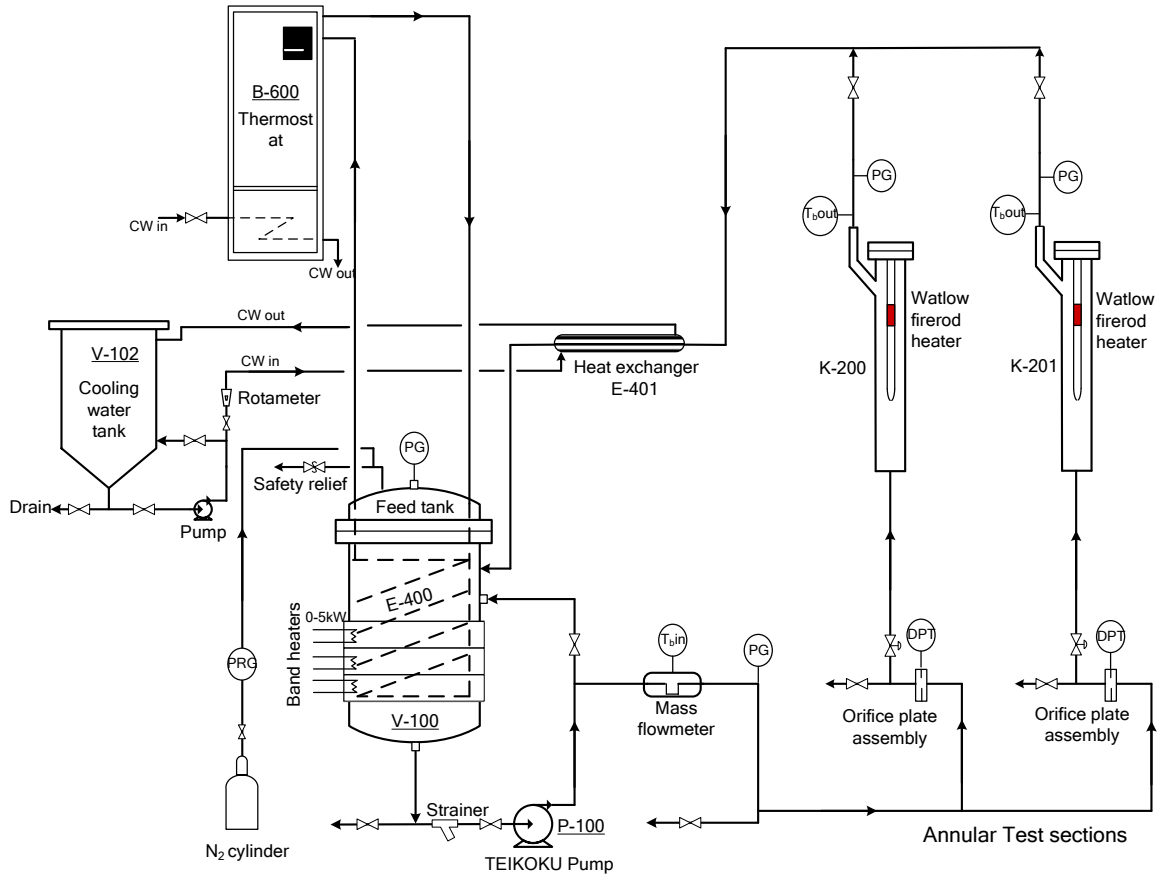 B-600
Thermost
at
CW in
CW out
CW out
V-102
Cooling
water
tank
CW in
Rotameter
Heat exchanger
E-401
PG
PG
T_bout
T_bout
Watlow
firerod
heater
Watlow
firerod
heater
K-200
K-201
PG
Safety relief
Feed tank
Drain
Pump
E-400
0-5kW
Band heaters
PRG
V-100
T_bin
PG
Mass
flowmeter
DPT
DPT
Orifice plate
assembly
Orifice plate
assembly
Strainer
P-100
TEIKOKU Pump
N₂ cylinder
Annular Test sections